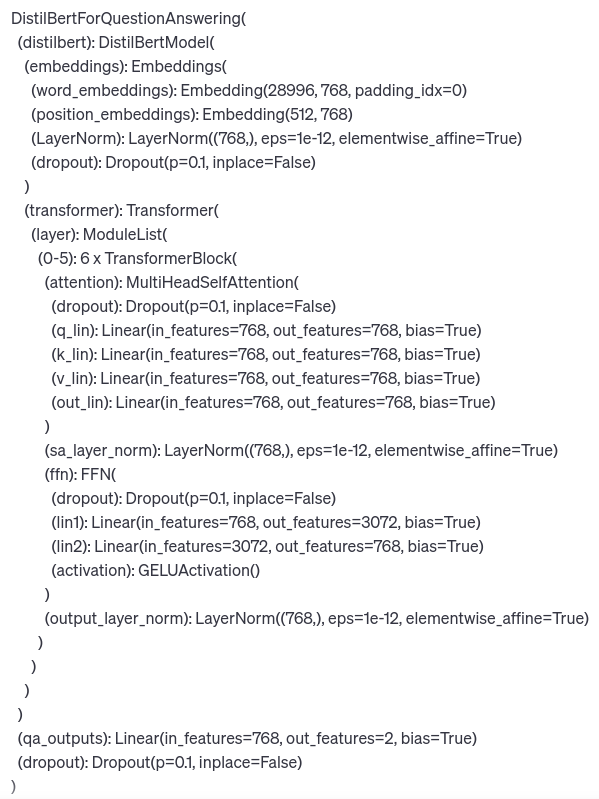 DistilBertForQuestionAnswering(
(distilbert): DistilBertModel(
(embeddings): Embeddings(
(word_embeddings): Embedding(28996, 768, padding_idx=0)
(position_embeddings): Embedding(512, 768)
(LayerNorm): LayerNorm((768,), eps=1e-12, elementwise_affine=True)
(dropout): Dropout(p=0.1, inplace=False)
)
(transformer): Transformer(
(layer): ModuleList(
(0-5): 6 x TransformerBlock(
(attention): MultiHeadSelfAttention(
(dropout): Dropout(p=0.1, inplace=False)
(q_lin): Linear(in_features=768, out_features=768, bias=True)
(k_lin): Linear(in_features=768, out_features=768, bias=True)
(v_lin): Linear(in_features=768, out_features=768, bias=True)
(out_lin): Linear(in_features=768, out_features=768, bias=True)
)
(sa_layer_norm): LayerNorm((768,), eps=1e-12, elementwise_affine=True)
(ffn): FFN(
(dropout): Dropout(p=0.1, inplace=False)
(lin1): Linear(in_features=768, out_features=3072, bias=True)
(lin2): Linear(in_features=3072, out_features=768, bias=True)
(activation): GELUActivation()
)
(output_layer_norm): LayerNorm((768,), eps=1e-12, elementwise_affine=True)
)
)
)
)
(qa_outputs): Linear(in_features=768, out_features=2, bias=True)
(dropout): Dropout(p=0.1, inplace=False)
)